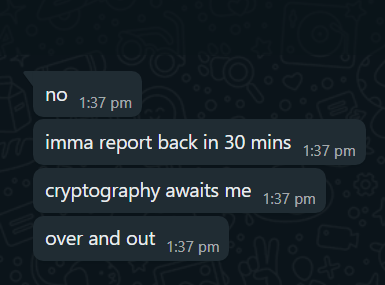 no 1:37 pm
imma report back in 30 mins 1:37 pm
cryptography awaits me 1:37 pm
over and out 1:37 pm